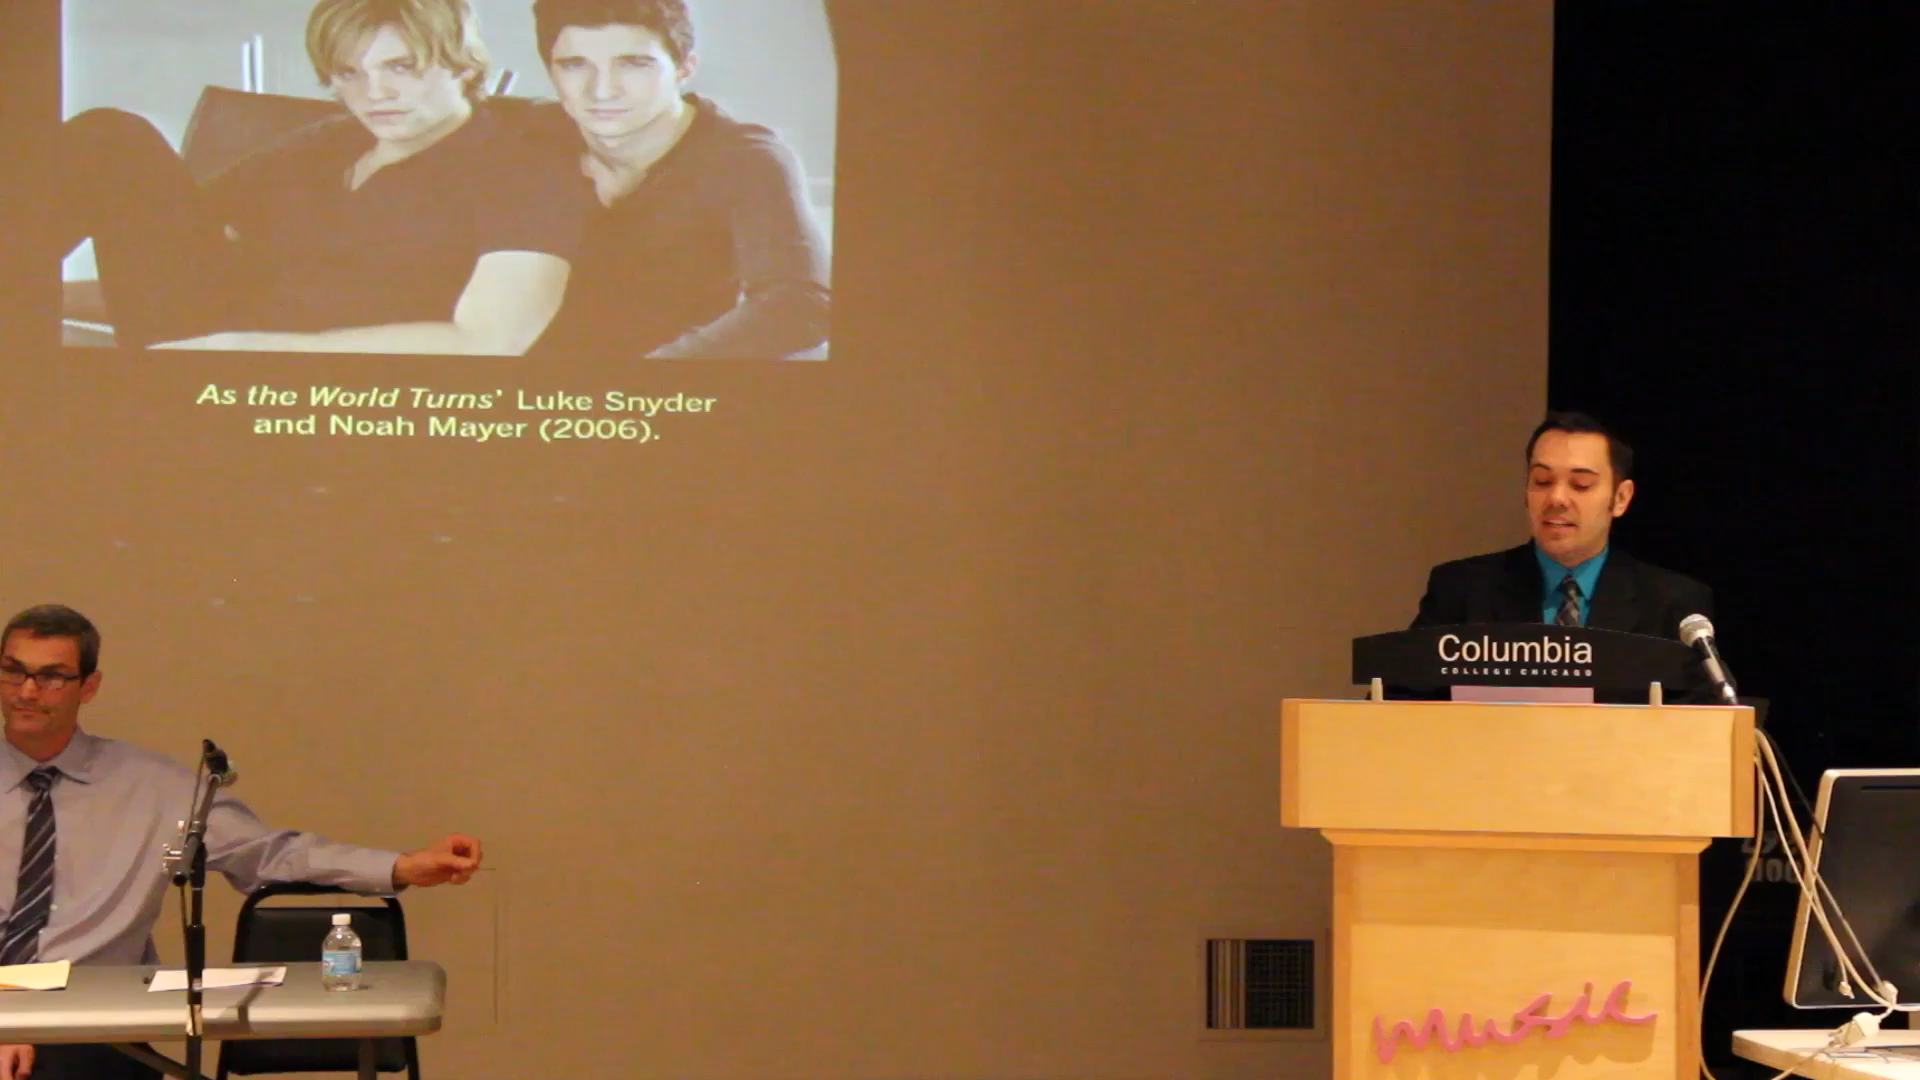 As the World Turns' Luke Snyder
and Noah Mayer (2006).
Columbia
COLLEGE CHICAGO
music